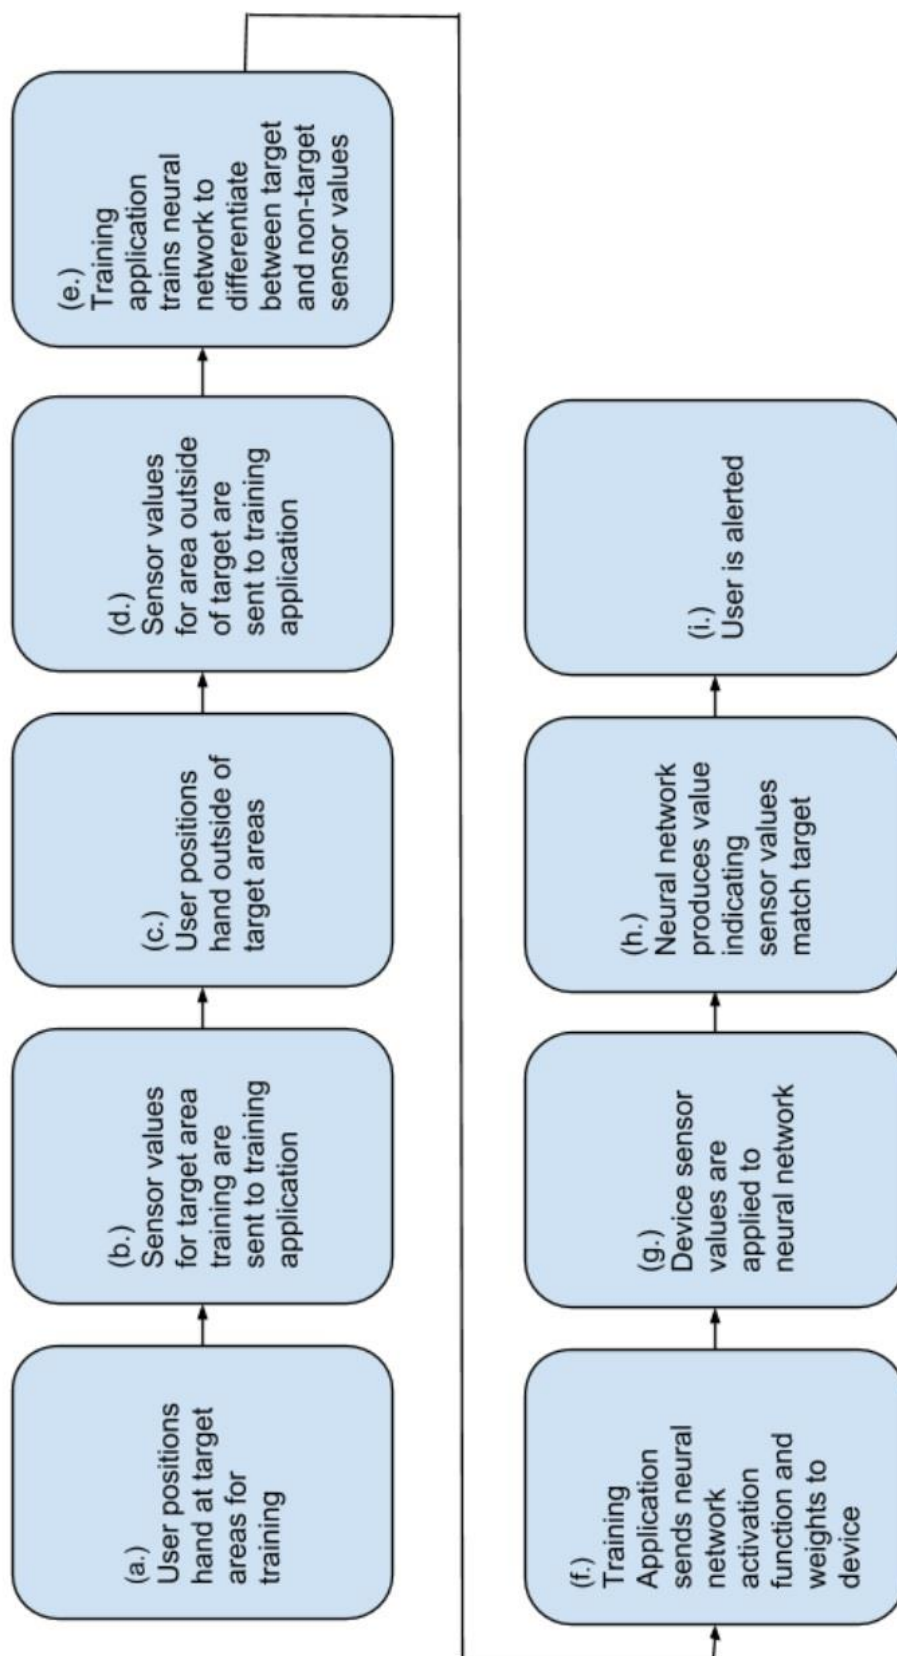 (a.)
User positions
hand at target
areas for
training
(b.)
Sensor values
for target area
training are
sent to training
application
(c.)
User positions
hand outside of
target areas
(d.)
Sensor values
for area outside
of target are
sent to training
application
(e.)
Training
application
trains neural
network to
differentiate
between target
and non-target
sensor values
(f.)
Training
Application
sends neural
network
activation
function and
weights to
device
(g.)
Device sensor
values are
applied to
neural network
(h.)
Neural network
produces value
indicating
sensor values
match target
(i.)
User is alerted